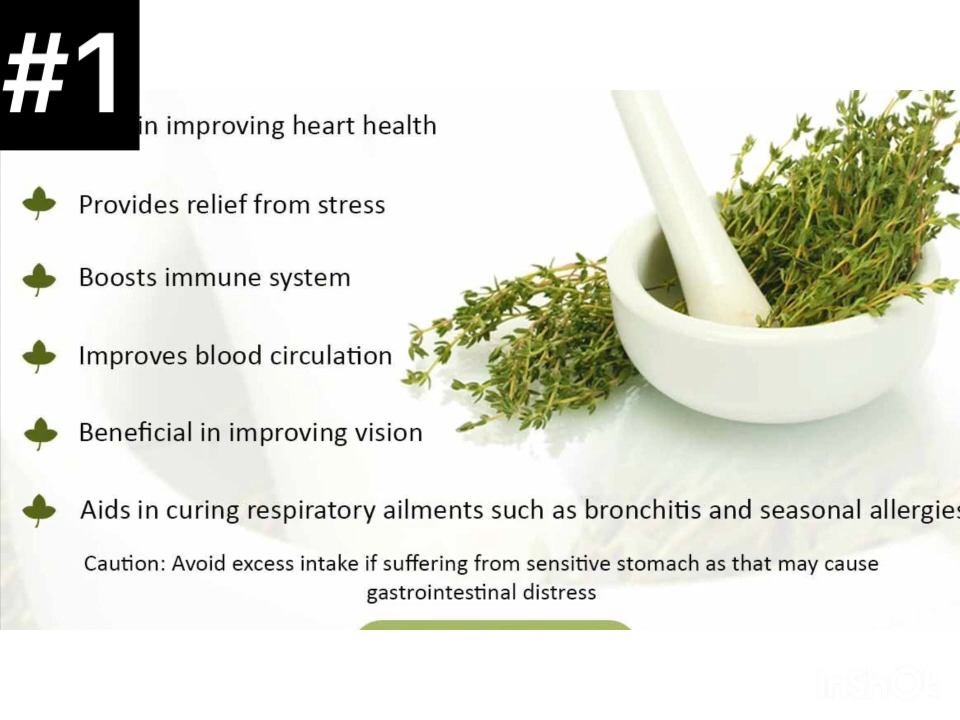 #1
in improving heart health
Provides relief from stress
Boosts immune system
Improves blood circulation
Beneficial in improving vision
Aids in curing respiratory ailments such as bronchitis and seasonal allergies
Caution: Avoid excess intake if suffering from sensitive stomach as that may cause
gastrointestinal distress
InShOt